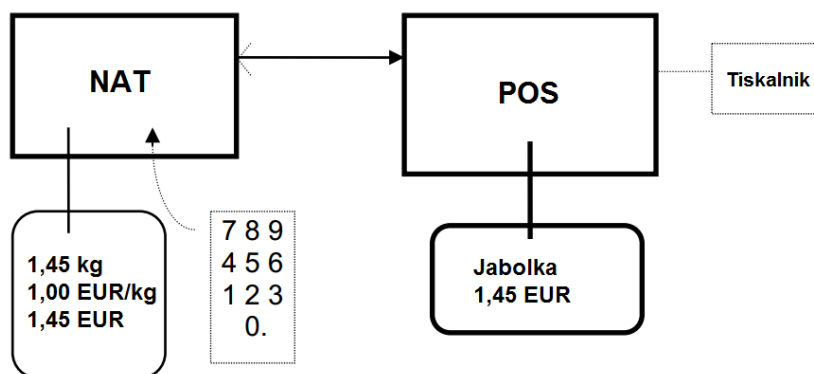 NAT
POS
Tiskalnik
1,45 kg
1,00 EUR/kg
1,45 EUR
7 8 9
4 5 6
1 2 3
0.
Jabolka
1,45 EUR